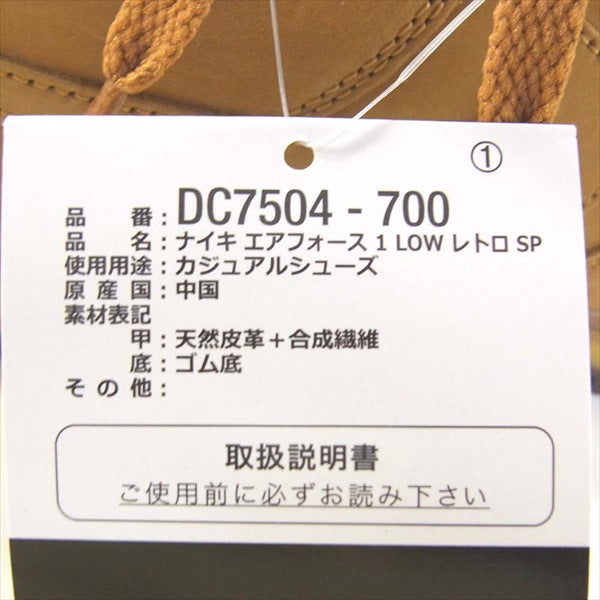 ①
品番：DC7504 - 700
品名：ナイキ エアフォース 1 LOW レトロ SP
使用用途：カジュアルシューズ
原産国：中国
素材表記
甲：天然皮革＋合成繊維
底：ゴム底
その他：
取扱説明書
ご使用前に必ずお読み下さい